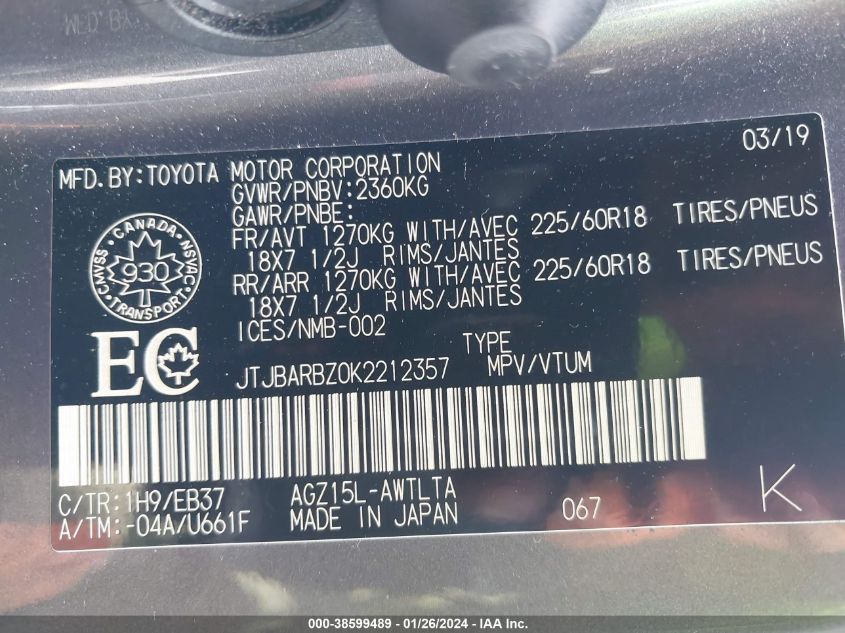 03/19
MFD.BY:TOYOTA MOTOR CORPORATION
GVWR/PNBV:2360KG
GAWR/PNBE:
FR/AVT 1270KG WITH/AVEC 225/60R18 TIRES/PNEUS
18X7 1/2J RIMS/JANTES
RR/ARR 1270KG WITH/AVEC 225/60R18 TIRES/PNEUS
18X7 1/2J RIMS/JANTES
ICES/NMB-002
CANADA
CMVSS 930 NSVAC
TRANSPORT
EC
TYPE
JTJBARBZ0K2212357 MPV/VTUM
C/TR:1H9/EB37 AGZ15L-AWTLTA
A/TM:-04A/U661F MADE IN JAPAN 067 K
000-38599489 - 01/26/2024 - IAA Inc.